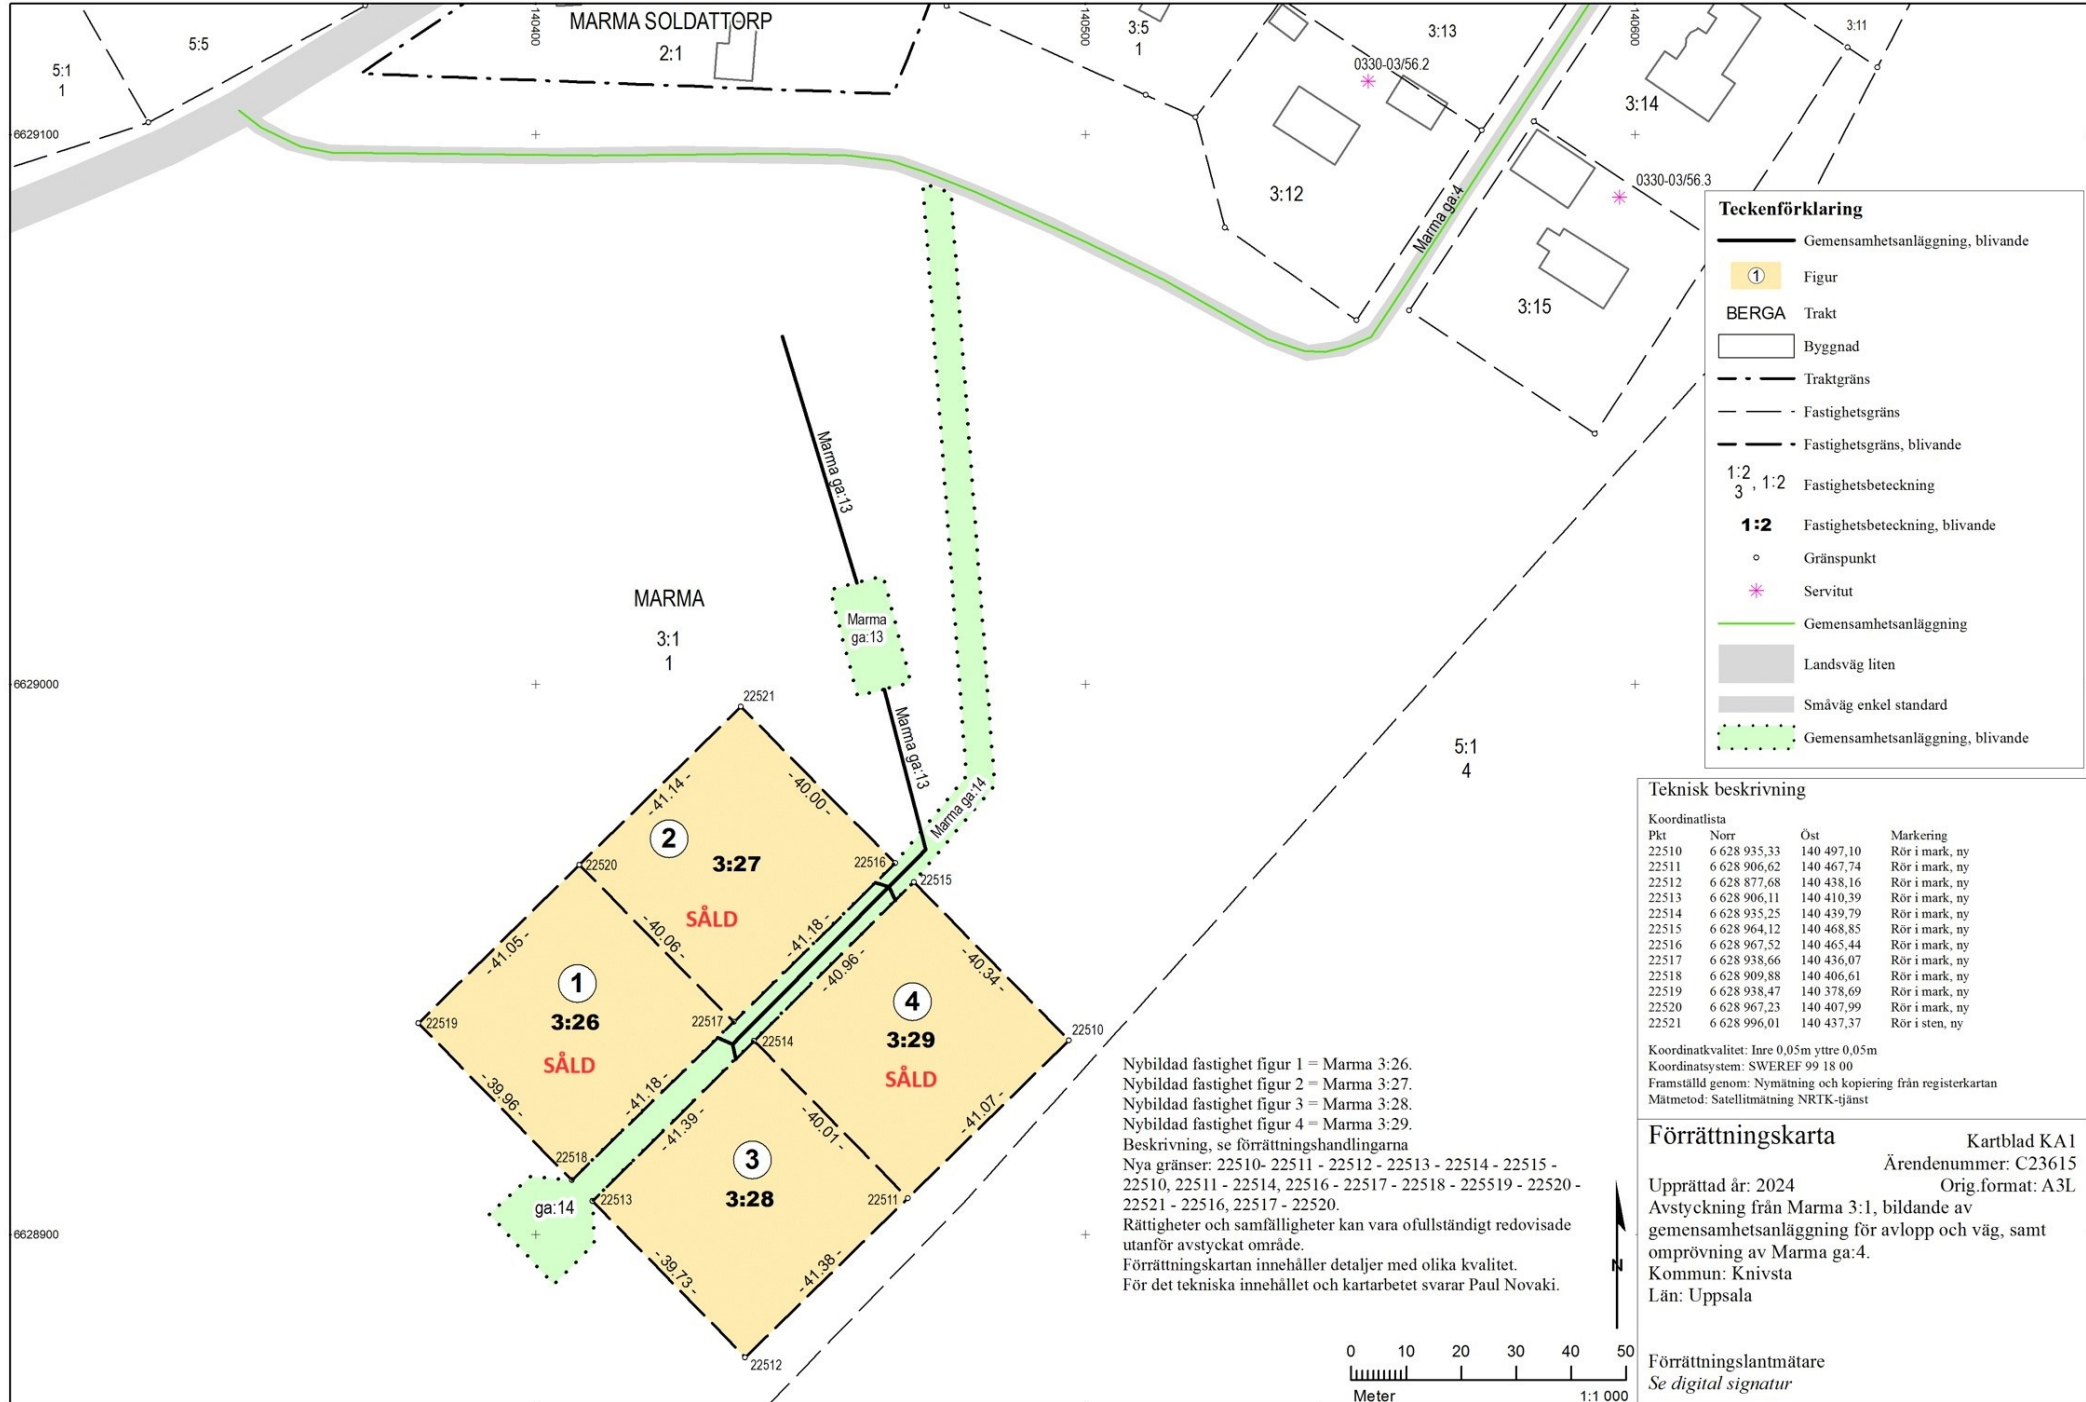 MARMA SOLDATTORP
2:1
5:5
5:1
1
140400
140500
140600
3:5
1
3:13
3:11
0330-03/56.2
3:14
6629100
3:12
0330-03/56.3
Marma ga:4
3:15
Marma ga:13
MARMA
3:1
1
Marma
ga:13
6629000
22521
Marma ga:13
5:1
4
Marma ga:14
- 41.14 -
- 40.00 -
2
3:27
22520
22516
22515
SÅLD
- 41.05 -
- 40.06 -
- 41.18 -
- 40.96 -
- 40.34 -
1
3:26
4
3:29
22519
22517
22514
22510
SÅLD
SÅLD
- 39.96 -
- 41.18 -
- 41.39 -
- 40.01 -
- 41.07 -
22518
3
3:28
22513
22511
ga:14
6628900
- 39.73 -
- 41.38 -
22512
Teckenförklaring
Gemensamhetsanläggning, blivande
1 Figur
BERGA Trakt
Byggnad
Traktgräns
Fastighetsgräns
Fastighetsgräns, blivande
1:2
3 , 1:2 Fastighetsbeteckning
1:2 Fastighetsbeteckning, blivande
Gränspunkt
Servitut
Gemensamhetsanläggning
Landsväg liten
Småväg enkel standard
Gemensamhetsanläggning, blivande
Teknisk beskrivning
Koordinatlista
Pkt Norr Öst Markering
22510 6 628 935,33 140 497,10 Rör i mark, ny
22511 6 628 906,62 140 467,74 Rör i mark, ny
22512 6 628 877,68 140 438,16 Rör i mark, ny
22513 6 628 906,11 140 410,39 Rör i mark, ny
22514 6 628 935,25 140 439,79 Rör i mark, ny
22515 6 628 964,12 140 468,85 Rör i mark, ny
22516 6 628 967,52 140 465,44 Rör i mark, ny
22517 6 628 938,66 140 436,07 Rör i mark, ny
22518 6 628 909,88 140 406,61 Rör i mark, ny
22519 6 628 938,47 140 378,69 Rör i mark, ny
22520 6 628 967,23 140 407,99 Rör i mark, ny
22521 6 628 996,01 140 437,37 Rör i sten, ny
Koordinatkvalitet: Inre 0,05m yttre 0,05m
Koordinatsystem: SWEREF 99 18 00
Framställd genom: Nymätning och kopiering från registerkartan
Mätmetod: Satellitmätning NRTK-tjänst
Nybildad fastighet figur 1 = Marma 3:26.
Nybildad fastighet figur 2 = Marma 3:27.
Nybildad fastighet figur 3 = Marma 3:28.
Nybildad fastighet figur 4 = Marma 3:29.
Beskrivning, se förrättningshandlingarna
Nya gränser: 22510- 22511 - 22512 - 22513 - 22514 - 22515 -
22510, 22511 - 22514, 22516 - 22517 - 22518 - 225519 - 22520 -
22521 - 22516, 22517 - 22520.
Rättigheter och samfälligheter kan vara ofullständigt redovisade
utanför avstyckat område.
Förrättningskartan innehåller detaljer med olika kvalitet.
För det tekniska innehållet och kartarbetet svarar Paul Novaki.
N
0 10 20 30 40 50
Meter 1:1 000
Förrättningskarta
Kartblad KA1
Ärendenummer: C23615
Upprättad år: 2024 Orig.format: A3L
Avstyckning från Marma 3:1, bildande av
gemensamhetsanläggning för avlopp och väg, samt
omprövning av Marma ga:4.
Kommun: Knivsta
Län: Uppsala
Förrättningslantmätare
Se digital signatur